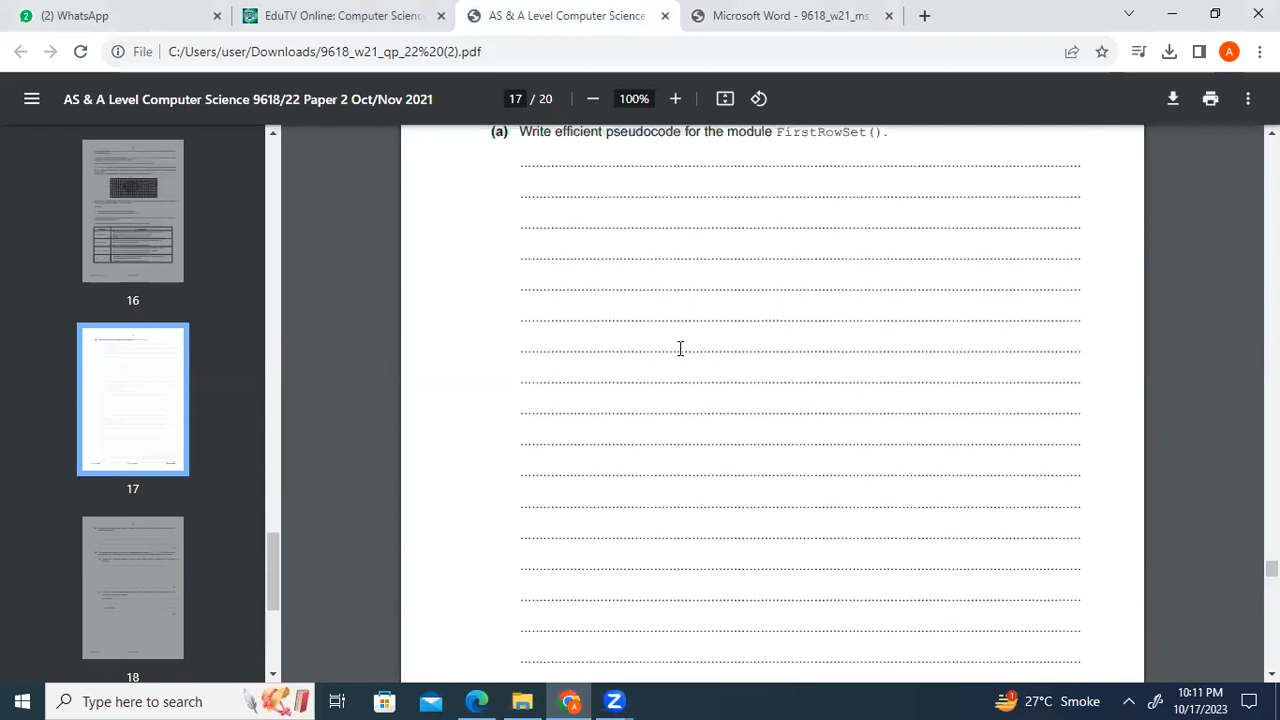 (2) WhatsApp
EduTV Online: Computer Scienc
AS & A Level Computer Science
Microsoft Word - 9618_w21_ms_
File
C:/Users/user/Downloads/9618_w21_qp_22%20(2).pdf
A
AS & A Level Computer Science 9618/22 Paper 2 Oct/Nov 2021
17 / 20
100%
(a) Write efficient pseudocode for the module FirstRowSet().
16
17
18
Type here to search
27°C Smoke
10:11 PM
10/17/2023